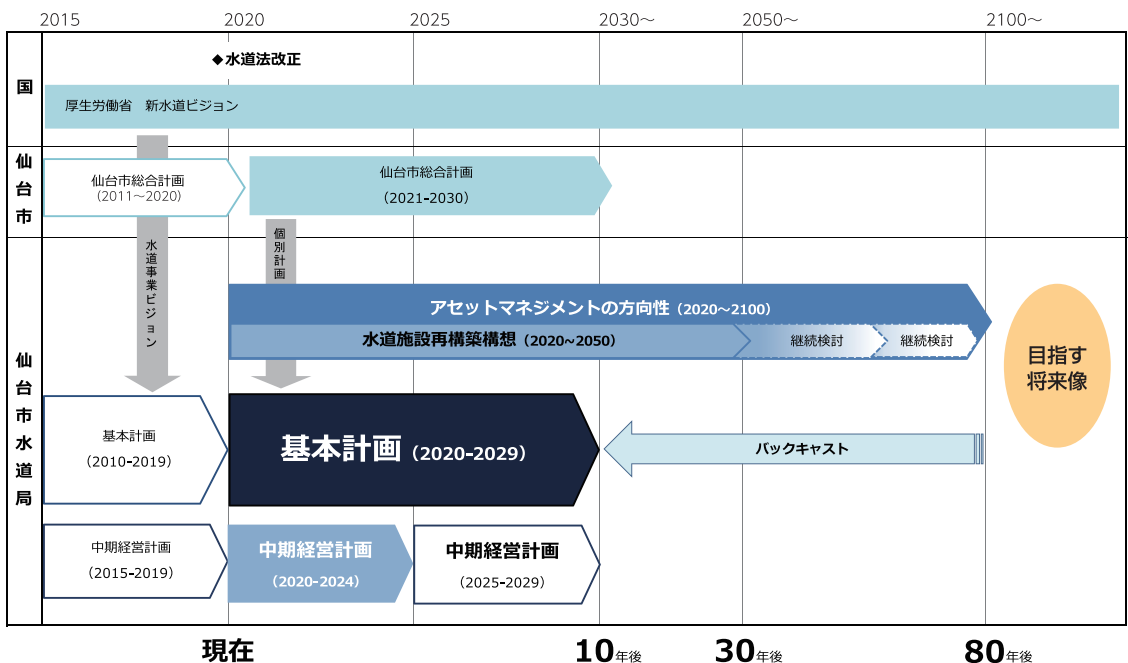 2015
2020
2025
2030～
2050～
2100～
国
◆水道法改正
厚生労働省　新水道ビジョン
仙台市
仙台市総合計画
（2011～2020）
仙台市総合計画
（2021-2030）
仙台市水道局
水道事業ビジョン
個別計画
アセットマネジメントの方向性（2020～2100）
水道施設再構築構想（2020~2050）
継続検討
継続検討
目指す
将来像
基本計画
（2010-2019）
基本計画（2020-2029）
バックキャスト
中期経営計画
（2015-2019）
中期経営計画
（2020-2024）
中期経営計画
（2025-2029）
現在
10年後
30年後
80年後